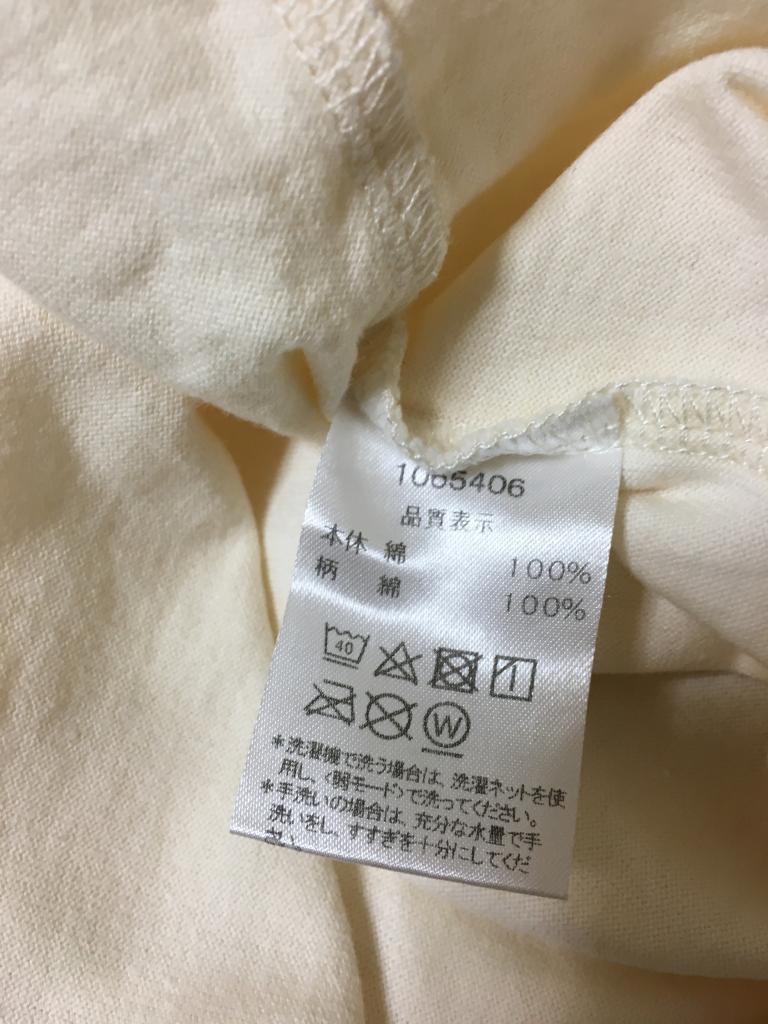 1065406
品質表示
本体 綿 100%
柄 綿 100%
40
W
*洗濯機で洗う場合は、洗濯ネットを使
用し、〈弱モード〉で洗ってください。
*手洗いの場合は、充分な水量で手
洗いをし、すすぎを十分にしてくだ
さい